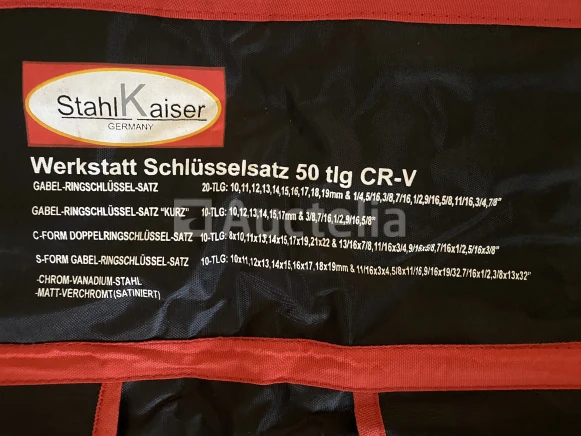 StahlKaiser
GERMANY
Werkstatt Schlüsselsatz 50 tlg CR-V
GABEL-RINGSCHLÜSSEL-SATZ 20-TLG: 10,11,12,13,14,15,16,17,18,19mm & 1/4,5/16,3/8,7/16,1/2,9/16,5/8,11/16,3/4,7/8"
GABEL-RINGSCHLÜSSEL-SATZ "KURZ" 10-TLG: 10,12,13,14,15,17mm & 3/8,7/16,1/2,9/16,5/8"
C-FORM DOPPELRINGSCHLÜSSEL-SATZ 10-TLG: 8x10,11x13,14x15,17x19,21x22 & 13/16x7/8, 11/16x3/4,9/16x5/8,7/16x1/2,5/16x3/8"
S-FORM GABEL-RINGSCHLÜSSEL-SATZ 10-TLG: 10x11,12x13,14x15,16x17,18x19mm & 11/16x3/4,5/8x11/16,9/16x19/32,7/16x1/2,3/8x13x32"
-CHROM-VANADIUM-STAHL
-MATT-VERCHROMT(SATINIERT)
Auctelia